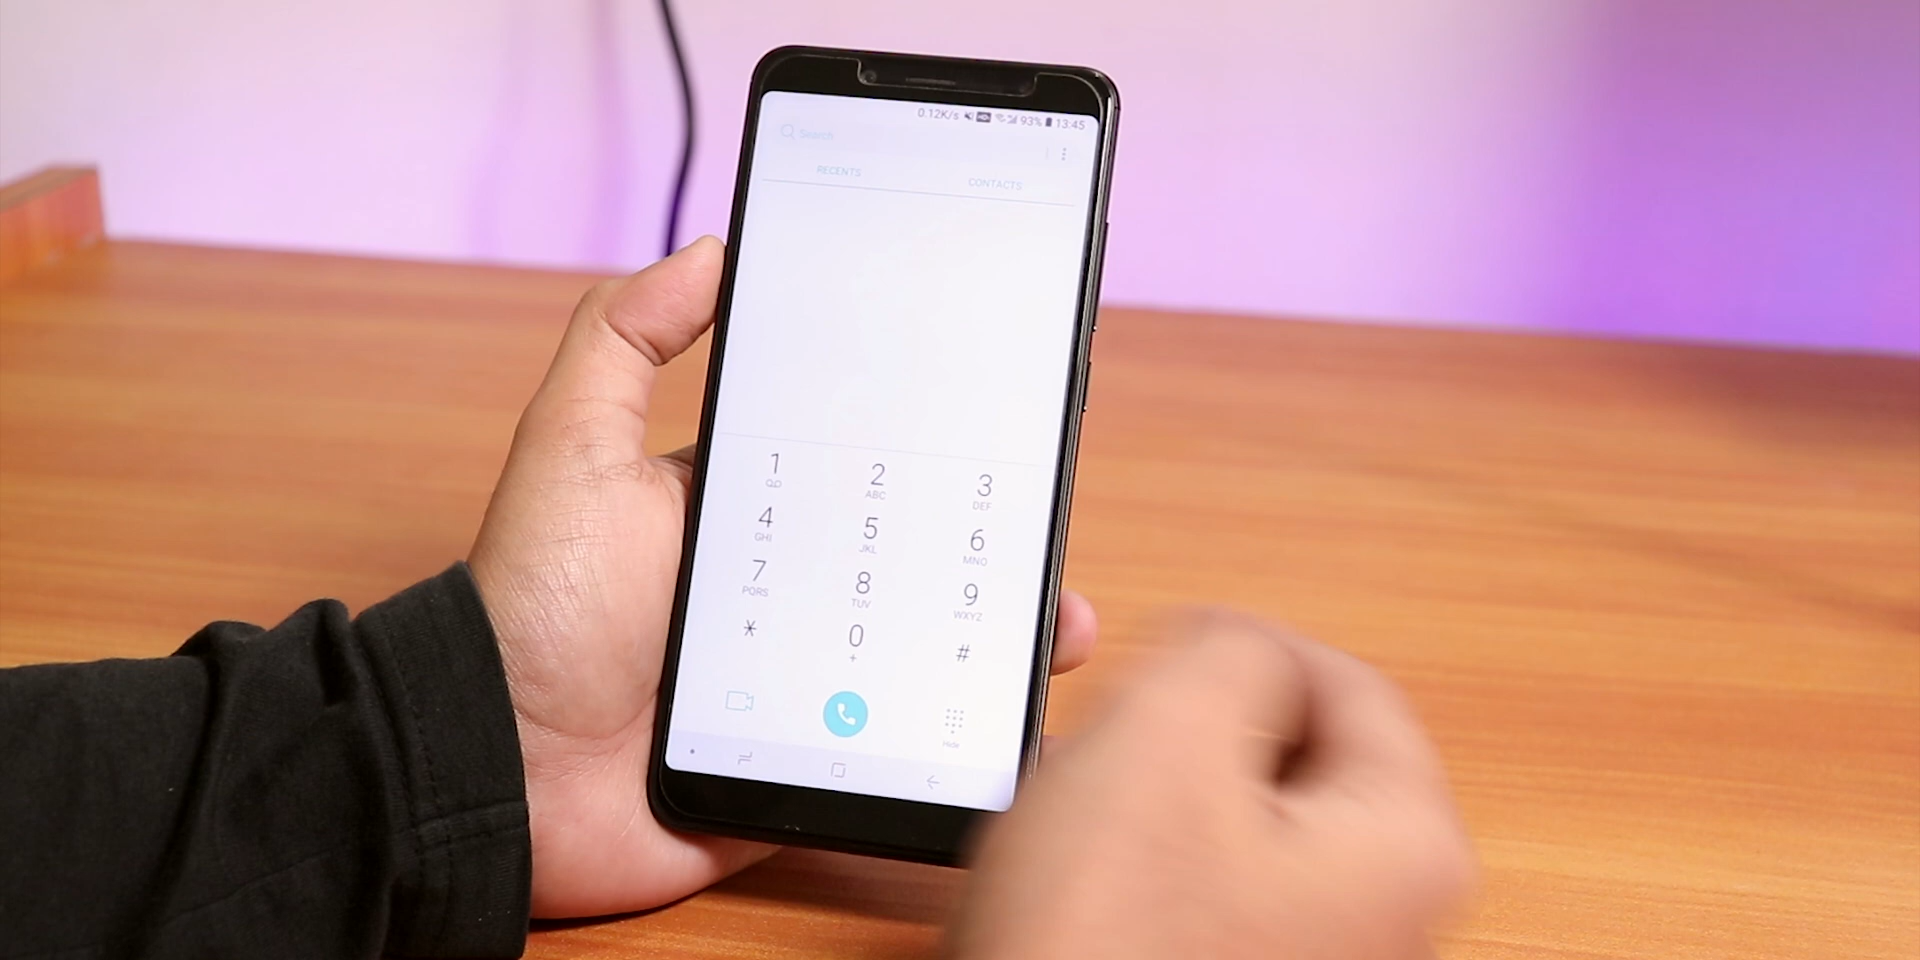 0.12K/s 93% 13:45
Search
RECENTS CONTACTS
1 2 3
ABC DEF
4 5 6
GHI JKL MNO
7 8 9
PQRS TUV WXYZ
* 0 #
+
Hide